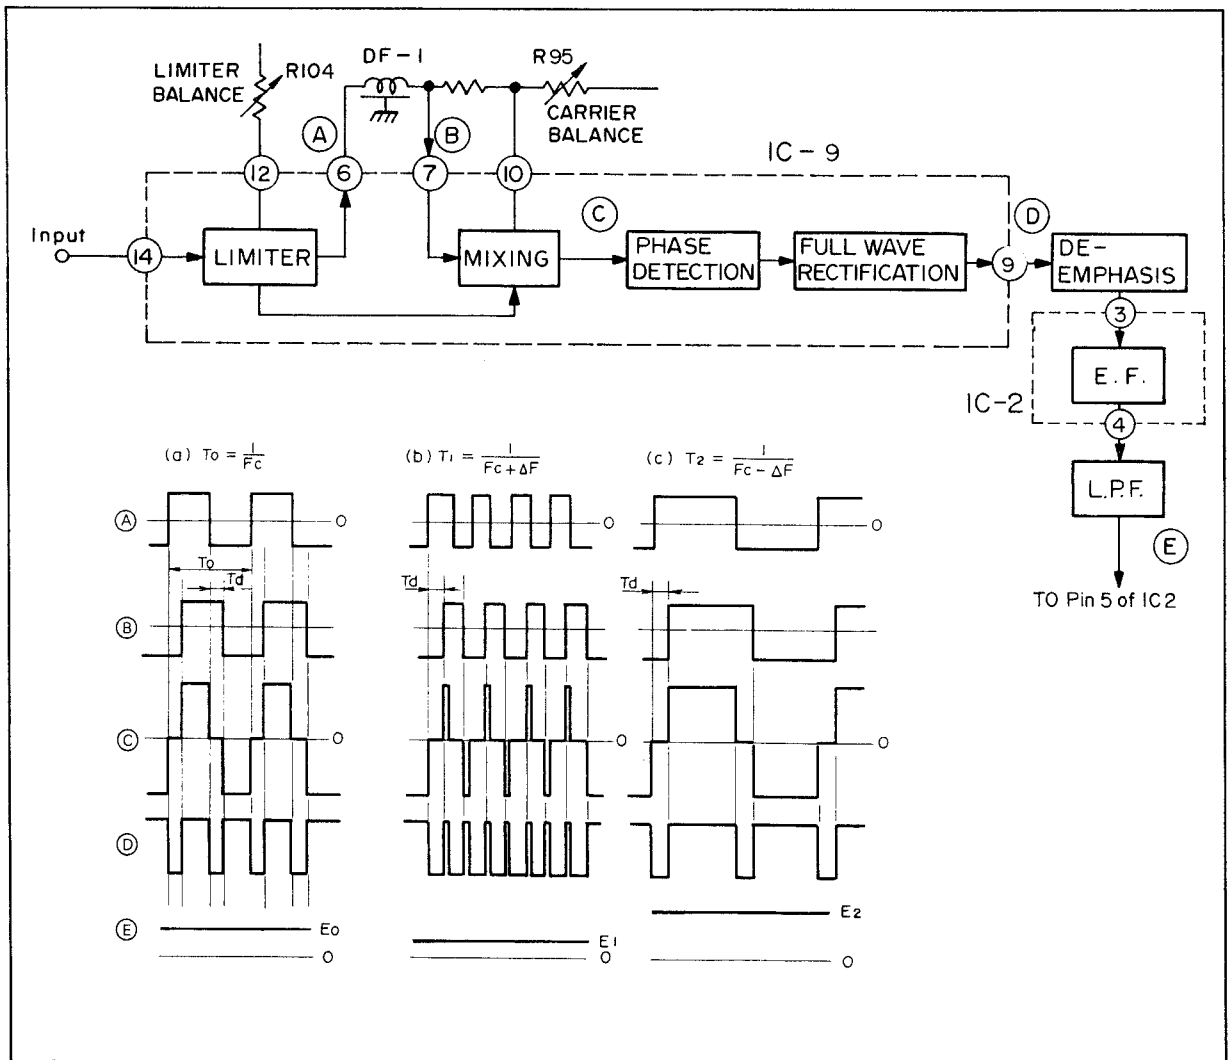 DF-1
LIMITER
BALANCE
R104
R95
CARRIER
BALANCE
A
B
IC-9
12
6
7
10
C
D
Input
14
LIMITER
MIXING
PHASE
DETECTION
FULL WAVE
RECTIFICATION
9
DE-
EMPHASIS
3
E. F.
IC-2
4
L.P.F.
E
TO Pin 5 of IC2
(a) To = 1/Fc
(b) T1 = 1/(Fc+ΔF)
(c) T2 = 1/(Fc-ΔF)
A
0
0
0
To
Td
Td
Td
B
C
0
0
0
D
E
Eo
0
E1
0
E2
0